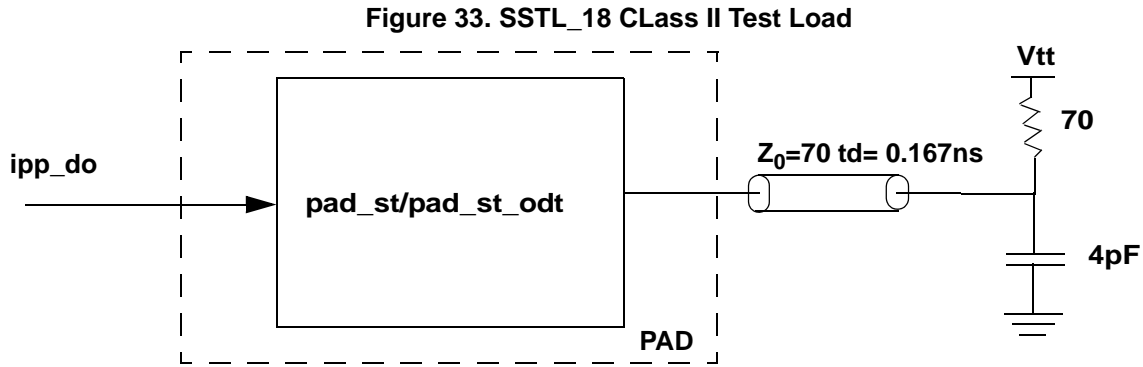 Figure 33. SSTL_18 CLass II Test Load
Vtt
70
Z₀=70 td= 0.167ns
ipp_do
pad_st/pad_st_odt
4pF
PAD